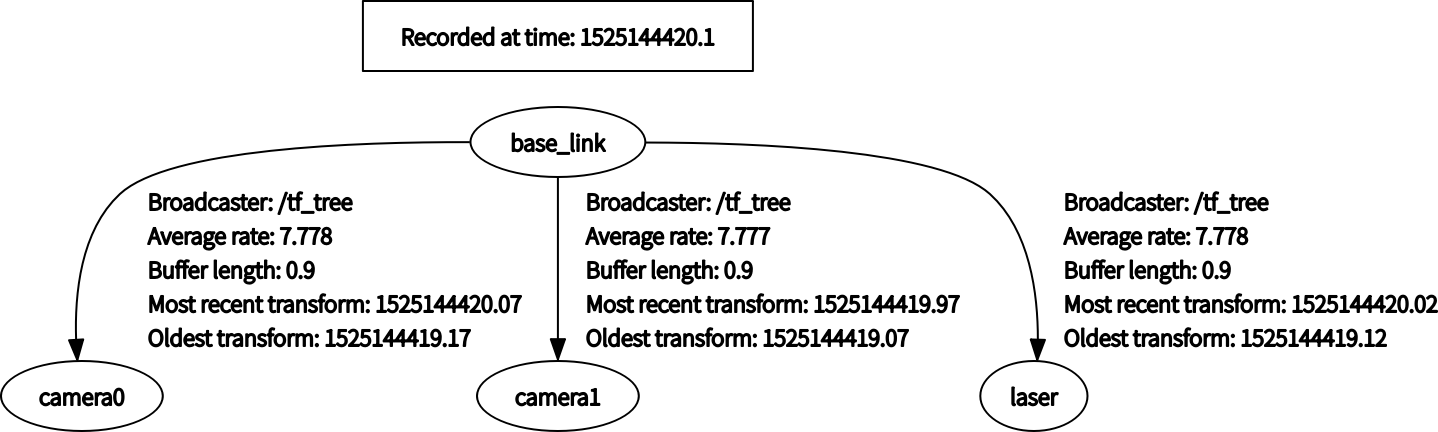 Recorded at time: 1525144420.1
base_link
Broadcaster: /tf_tree
Average rate: 7.778
Buffer length: 0.9
Most recent transform: 1525144420.07
Oldest transform: 1525144419.17
Broadcaster: /tf_tree
Average rate: 7.777
Buffer length: 0.9
Most recent transform: 1525144419.97
Oldest transform: 1525144419.07
Broadcaster: /tf_tree
Average rate: 7.778
Buffer length: 0.9
Most recent transform: 1525144420.02
Oldest transform: 1525144419.12
camera0
camera1
laser